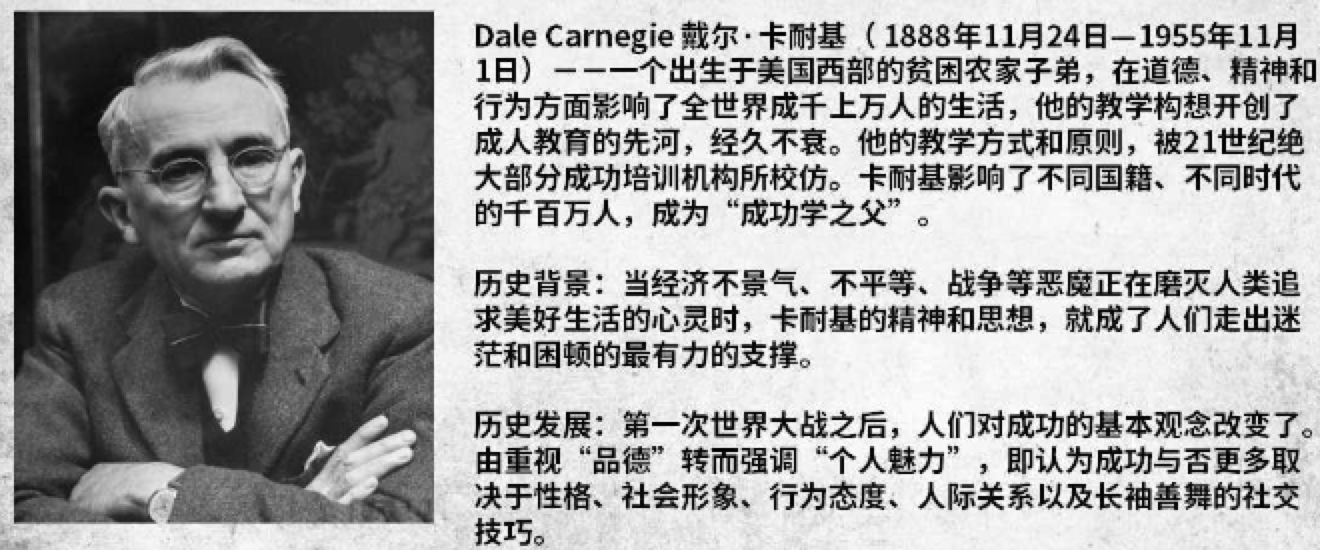 Dale Carnegie 戴尔·卡耐基（1888年11月24日—1955年11月
1日）——一个出生于美国西部的贫困农家子弟，在道德、精神和
行为方面影响了全世界成千上万人的生活，他的教学构想开创了
成人教育的先河，经久不衰。他的教学方式和原则，被21世纪绝
大部分成功培训机构所校仿。卡耐基影响了不同国籍、不同时代
的千百万人，成为“成功学之父”。
历史背景：当经济不景气、不平等、战争等恶魔正在磨灭人类追
求美好生活的心灵时，卡耐基的精神和思想，就成了人们走出迷
茫和困顿的最有力的支撑。
历史发展：第一次世界大战之后，人们对成功的基本观念改变了。
由重视“品德”转而强调“个人魅力”，即认为成功与否更多取
决于性格、社会形象、行为态度、人际关系以及长袖善舞的社交
技巧。